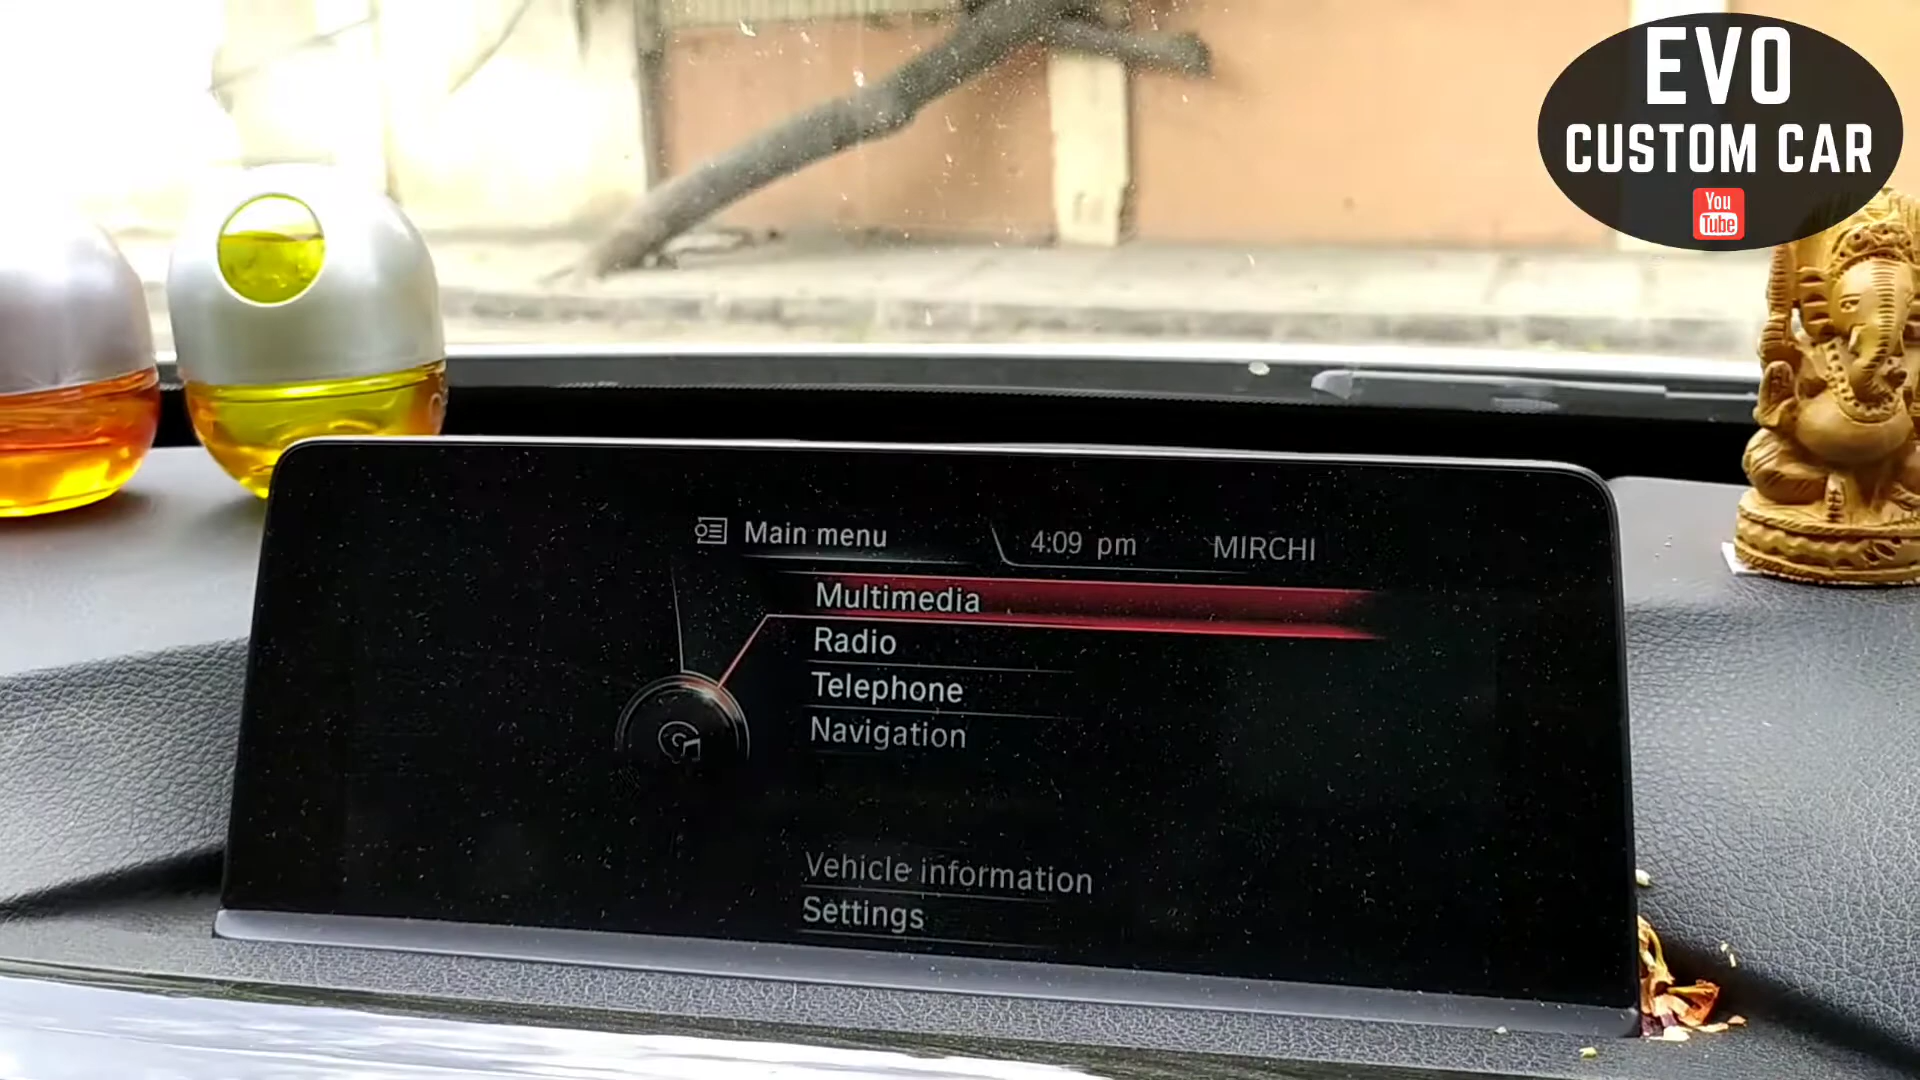 EVO
CUSTOM CAR
You
Tube
Main menu
4:09 pm
MIRCHI
Multimedia
Radio
Telephone
Navigation
Vehicle information
Settings